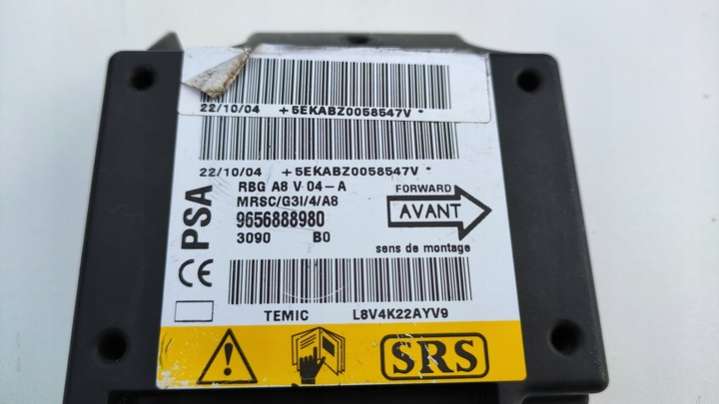 22/10/04 +5EKABZ0058547V*
22/10/04 +5EKABZ0058547V*
PSA
RBG A8 V 04-A
MRSC/G3I/4/A8
9656888980
3090 B0
FORWARD
AVANT
sens de montage
CE
TEMIC L8V4K22AYV9
SRS